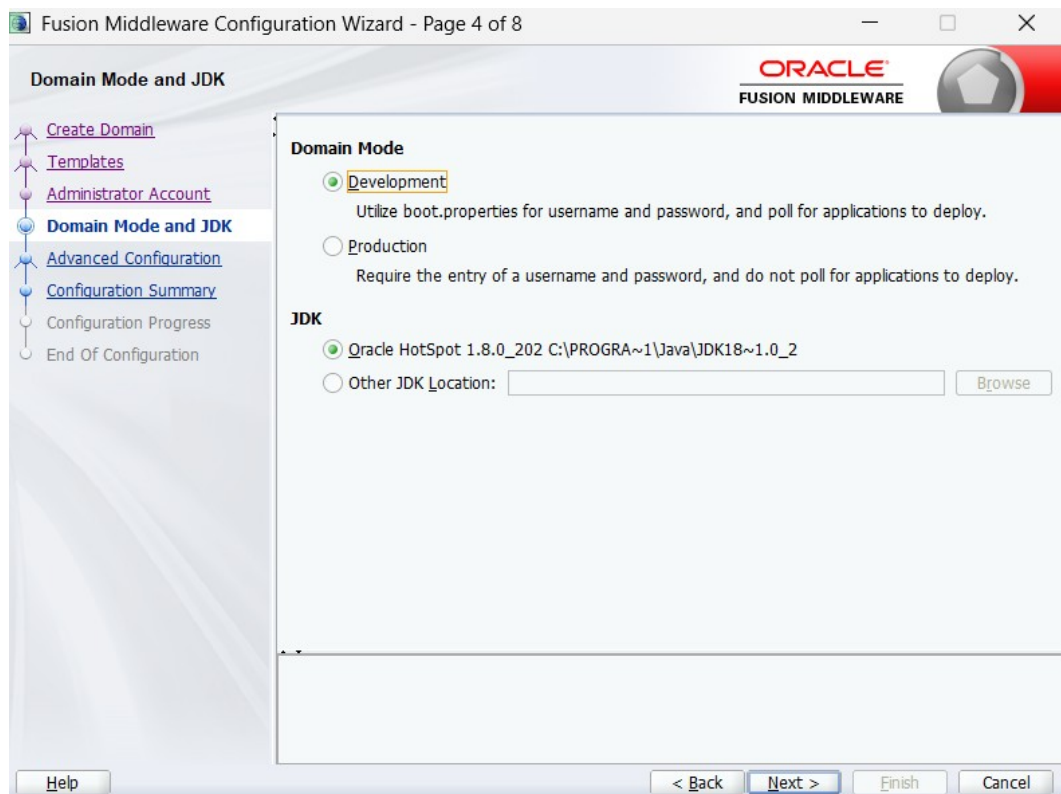 Fusion Middleware Configuration Wizard - Page 4 of 8
Domain Mode and JDK
ORACLE
FUSION MIDDLEWARE
Create Domain
Templates
Administrator Account
Domain Mode and JDK
Advanced Configuration
Configuration Summary
Configuration Progress
End Of Configuration
Domain Mode
Development
Utilize boot.properties for username and password, and poll for applications to deploy.
Production
Require the entry of a username and password, and do not poll for applications to deploy.
JDK
Oracle HotSpot 1.8.0_202 C:\PROGRA~1\Java\JDK18~1.0_2
Other JDK Location:
Browse
Help
< Back
Next >
Finish
Cancel